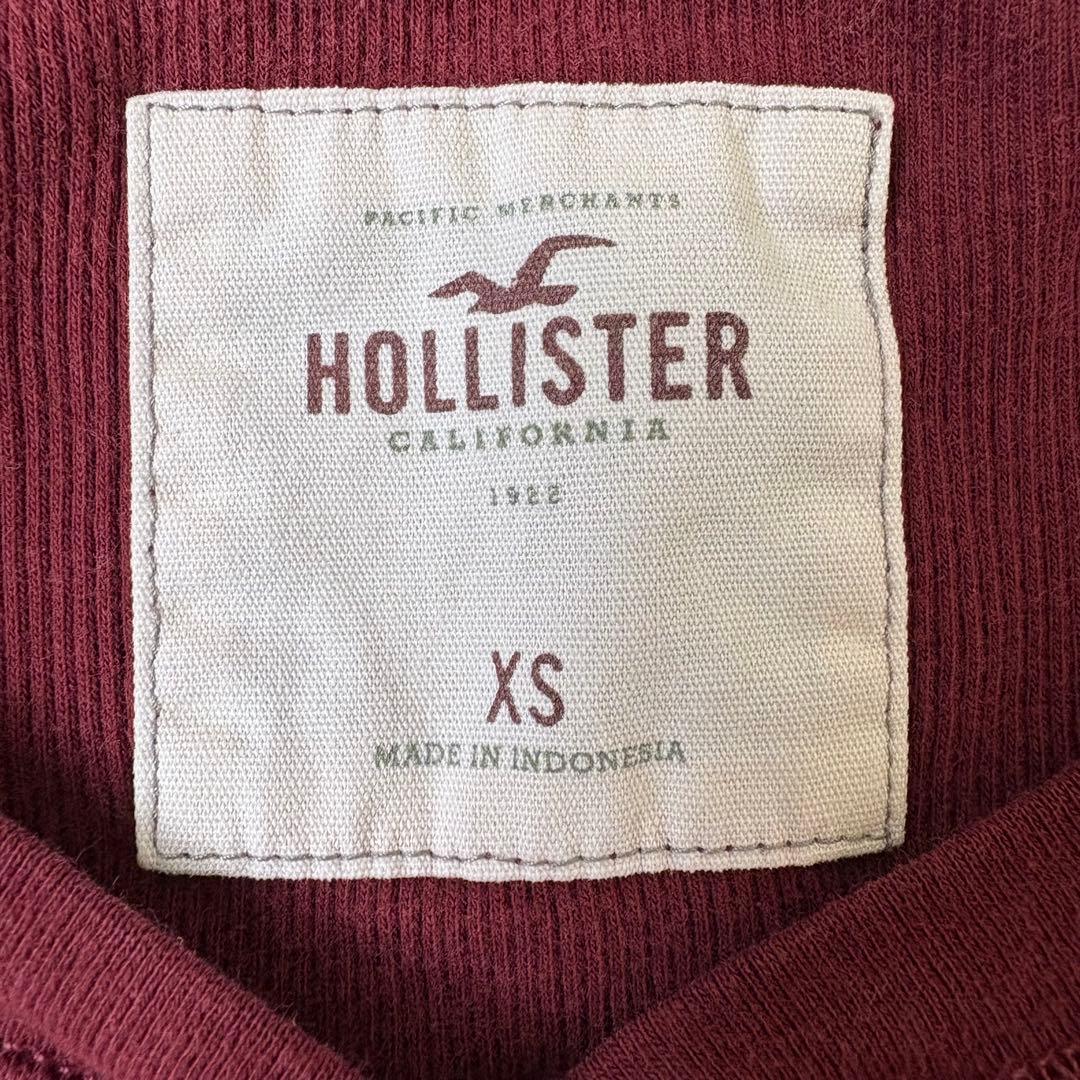 PACIFIC MERCHANTS
HOLLISTER
CALIFORNIA
1922
XS
MADE IN INDONESIA